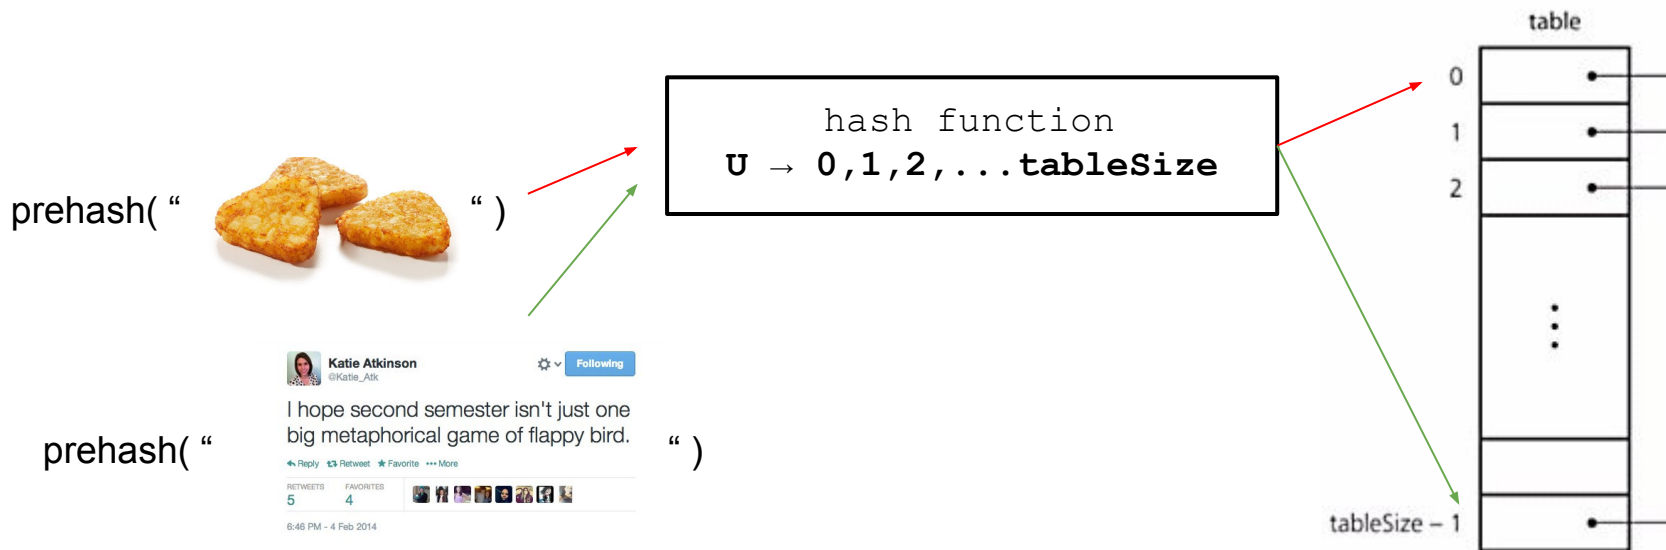 table
0
hash function
1
U → 0,1,2,...tableSize
2
prehash( “ “ )
Katie Atkinson
@Katie_Atk
Following
I hope second semester isn't just one
big metaphorical game of flappy bird.
prehash( “ “ )
Reply Retweet Favorite More
RETWEETS FAVORITES
5 4
6:46 PM - 4 Feb 2014
tableSize – 1